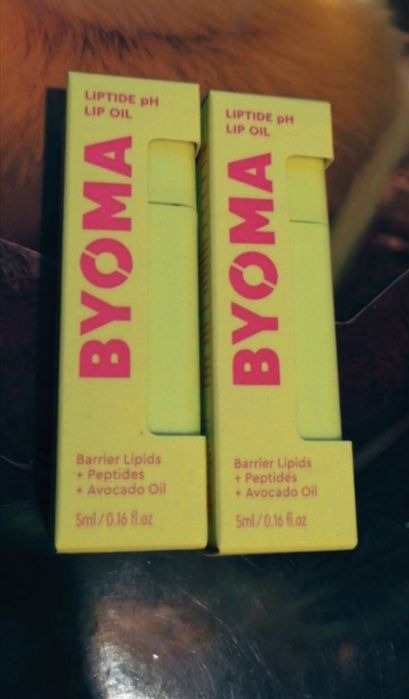 LIPTIDE pH
LIP OIL
BYOMA
Barrier Lipids
+ Peptides
+ Avocado Oil
5ml/0.16 fl.oz
LIPTIDE pH
LIP OIL
BYOMA
Barrier Lipids
+ Peptides
+ Avocado Oil
5ml/0.16 fl.oz